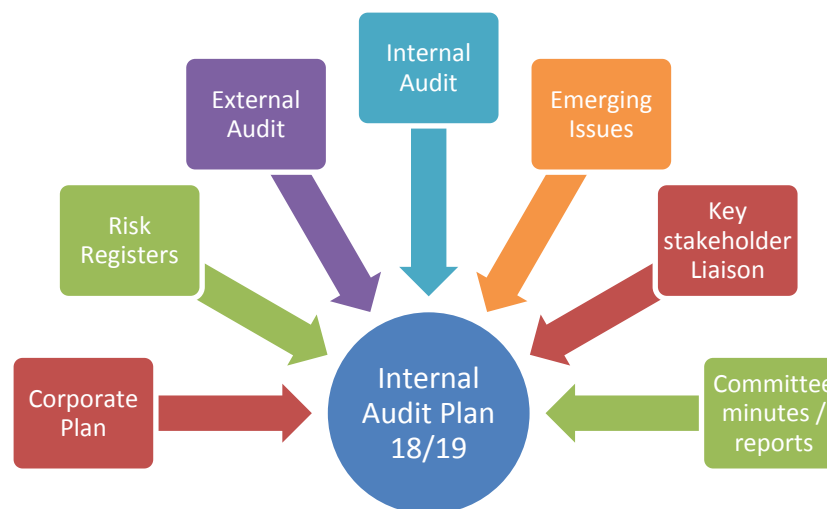 Internal
Audit
External
Audit
Emerging
Issues
Risk
Registers
Key
stakeholder
Liaison
Corporate
Plan
Internal
Audit Plan
18/19
Committee
minutes /
reports